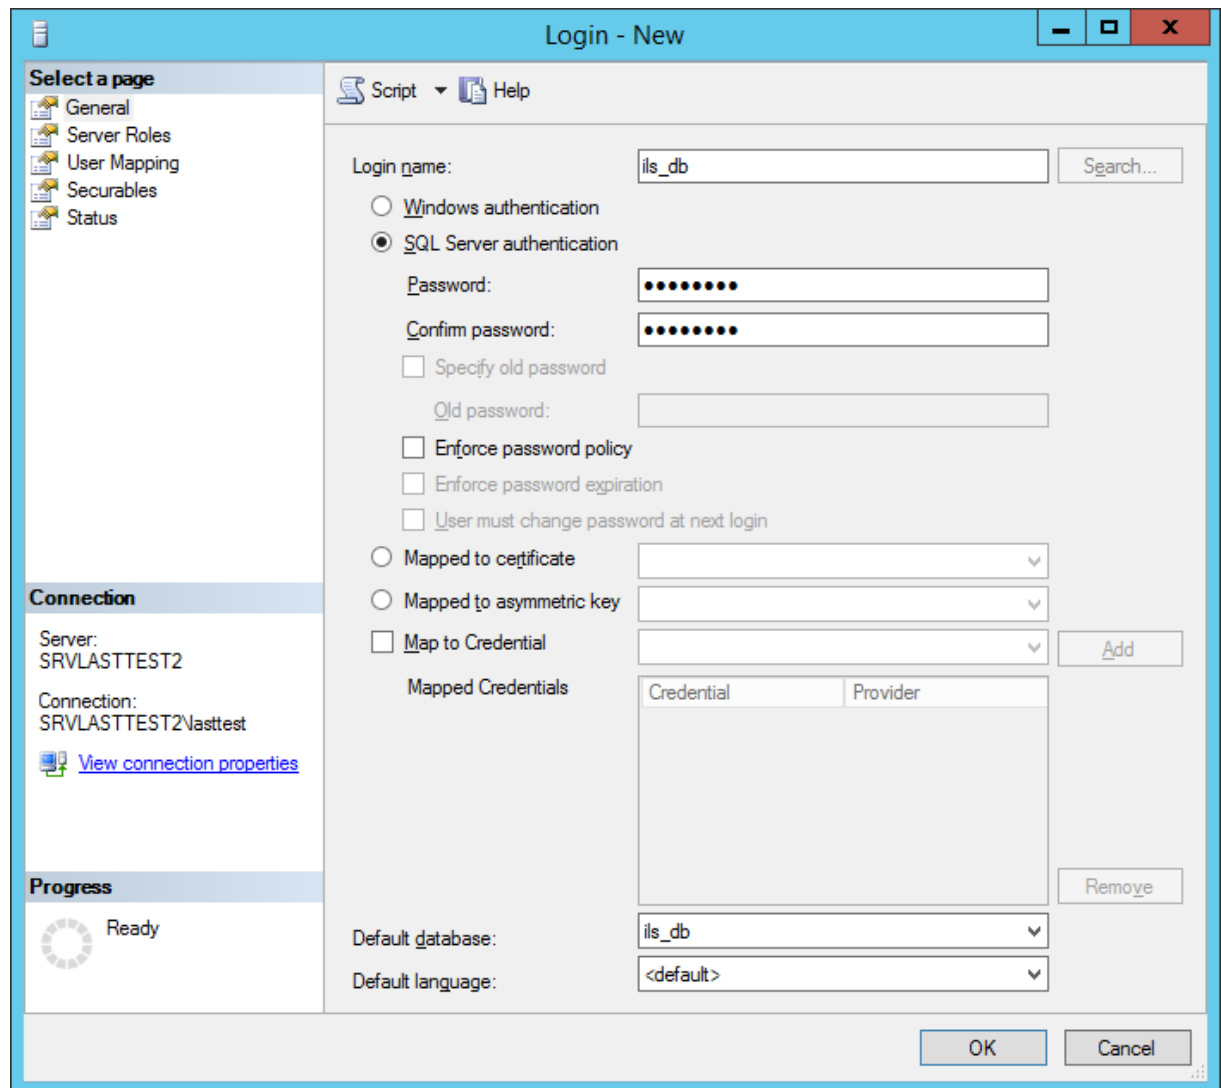 Login - New
Select a page
General
Server Roles
User Mapping
Securables
Status
Script
Help
Login name:
ils_db
Search...
Windows authentication
SQL Server authentication
Password:
●●●●●●●●
Confirm password:
●●●●●●●●
Specify old password
Old password:
Enforce password policy
Enforce password expiration
User must change password at next login
Mapped to certificate
Mapped to asymmetric key
Map to Credential
Add
Mapped Credentials
Credential
Provider
Remove
Default database:
ils_db
Default language:
<default>
Connection
Server:
SRVLASTTEST2
Connection:
SRVLASTTEST2\lasttest
View connection properties
Progress
Ready
OK
Cancel